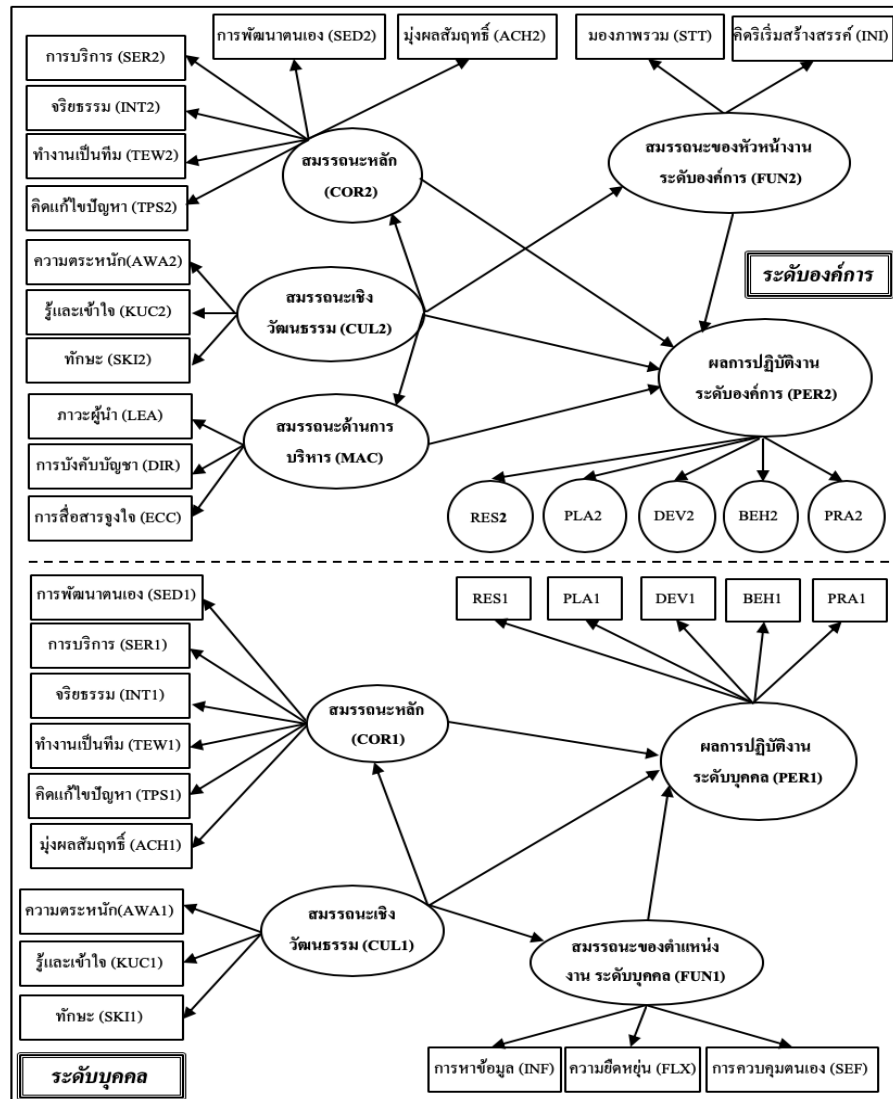 การพัฒนาตนเอง (SED2)
มุ่งผลสัมฤทธิ์ (ACH2)
มองภาพรวม (STT)
คิดริเริ่มสร้างสรรค์ (INI)
การบริการ (SER2)
จริยธรรม (INT2)
ทำงานเป็นทีม (TEW2)
คิดแก้ไขปัญหา (TPS2)
สมรรถนะหลัก
(COR2)
สมรรถนะของหัวหน้างาน
ระดับองค์การ (FUN2)
ความตระหนัก(AWA2)
รู้และเข้าใจ (KUC2)
ทักษะ (SKI2)
สมรรถนะเชิง
วัฒนธรรม (CUL2)
ระดับองค์การ
ผลการปฏิบัติงาน
ระดับองค์การ (PER2)
ภาวะผู้นำ (LEA)
การบังคับบัญชา (DIR)
การสื่อสารจูงใจ (ECC)
สมรรถนะด้านการ
บริหาร (MAC)
RES2
PLA2
DEV2
BEH2
PRA2
การพัฒนาตนเอง (SED1)
การบริการ (SER1)
จริยธรรม (INT1)
ทำงานเป็นทีม (TEW1)
คิดแก้ไขปัญหา (TPS1)
มุ่งผลสัมฤทธิ์ (ACH1)
RES1
PLA1
DEV1
BEH1
PRA1
สมรรถนะหลัก
(COR1)
ผลการปฏิบัติงาน
ระดับบุคคล (PER1)
ความตระหนัก(AWA1)
รู้และเข้าใจ (KUC1)
ทักษะ (SKI1)
สมรรถนะเชิง
วัฒนธรรม (CUL1)
สมรรถนะของตำแหน่ง
งาน ระดับบุคคล (FUN1)
การหาข้อมูล (INF)
ความยืดหยุ่น (FLX)
การควบคุมตนเอง (SEF)
ระดับบุคคล